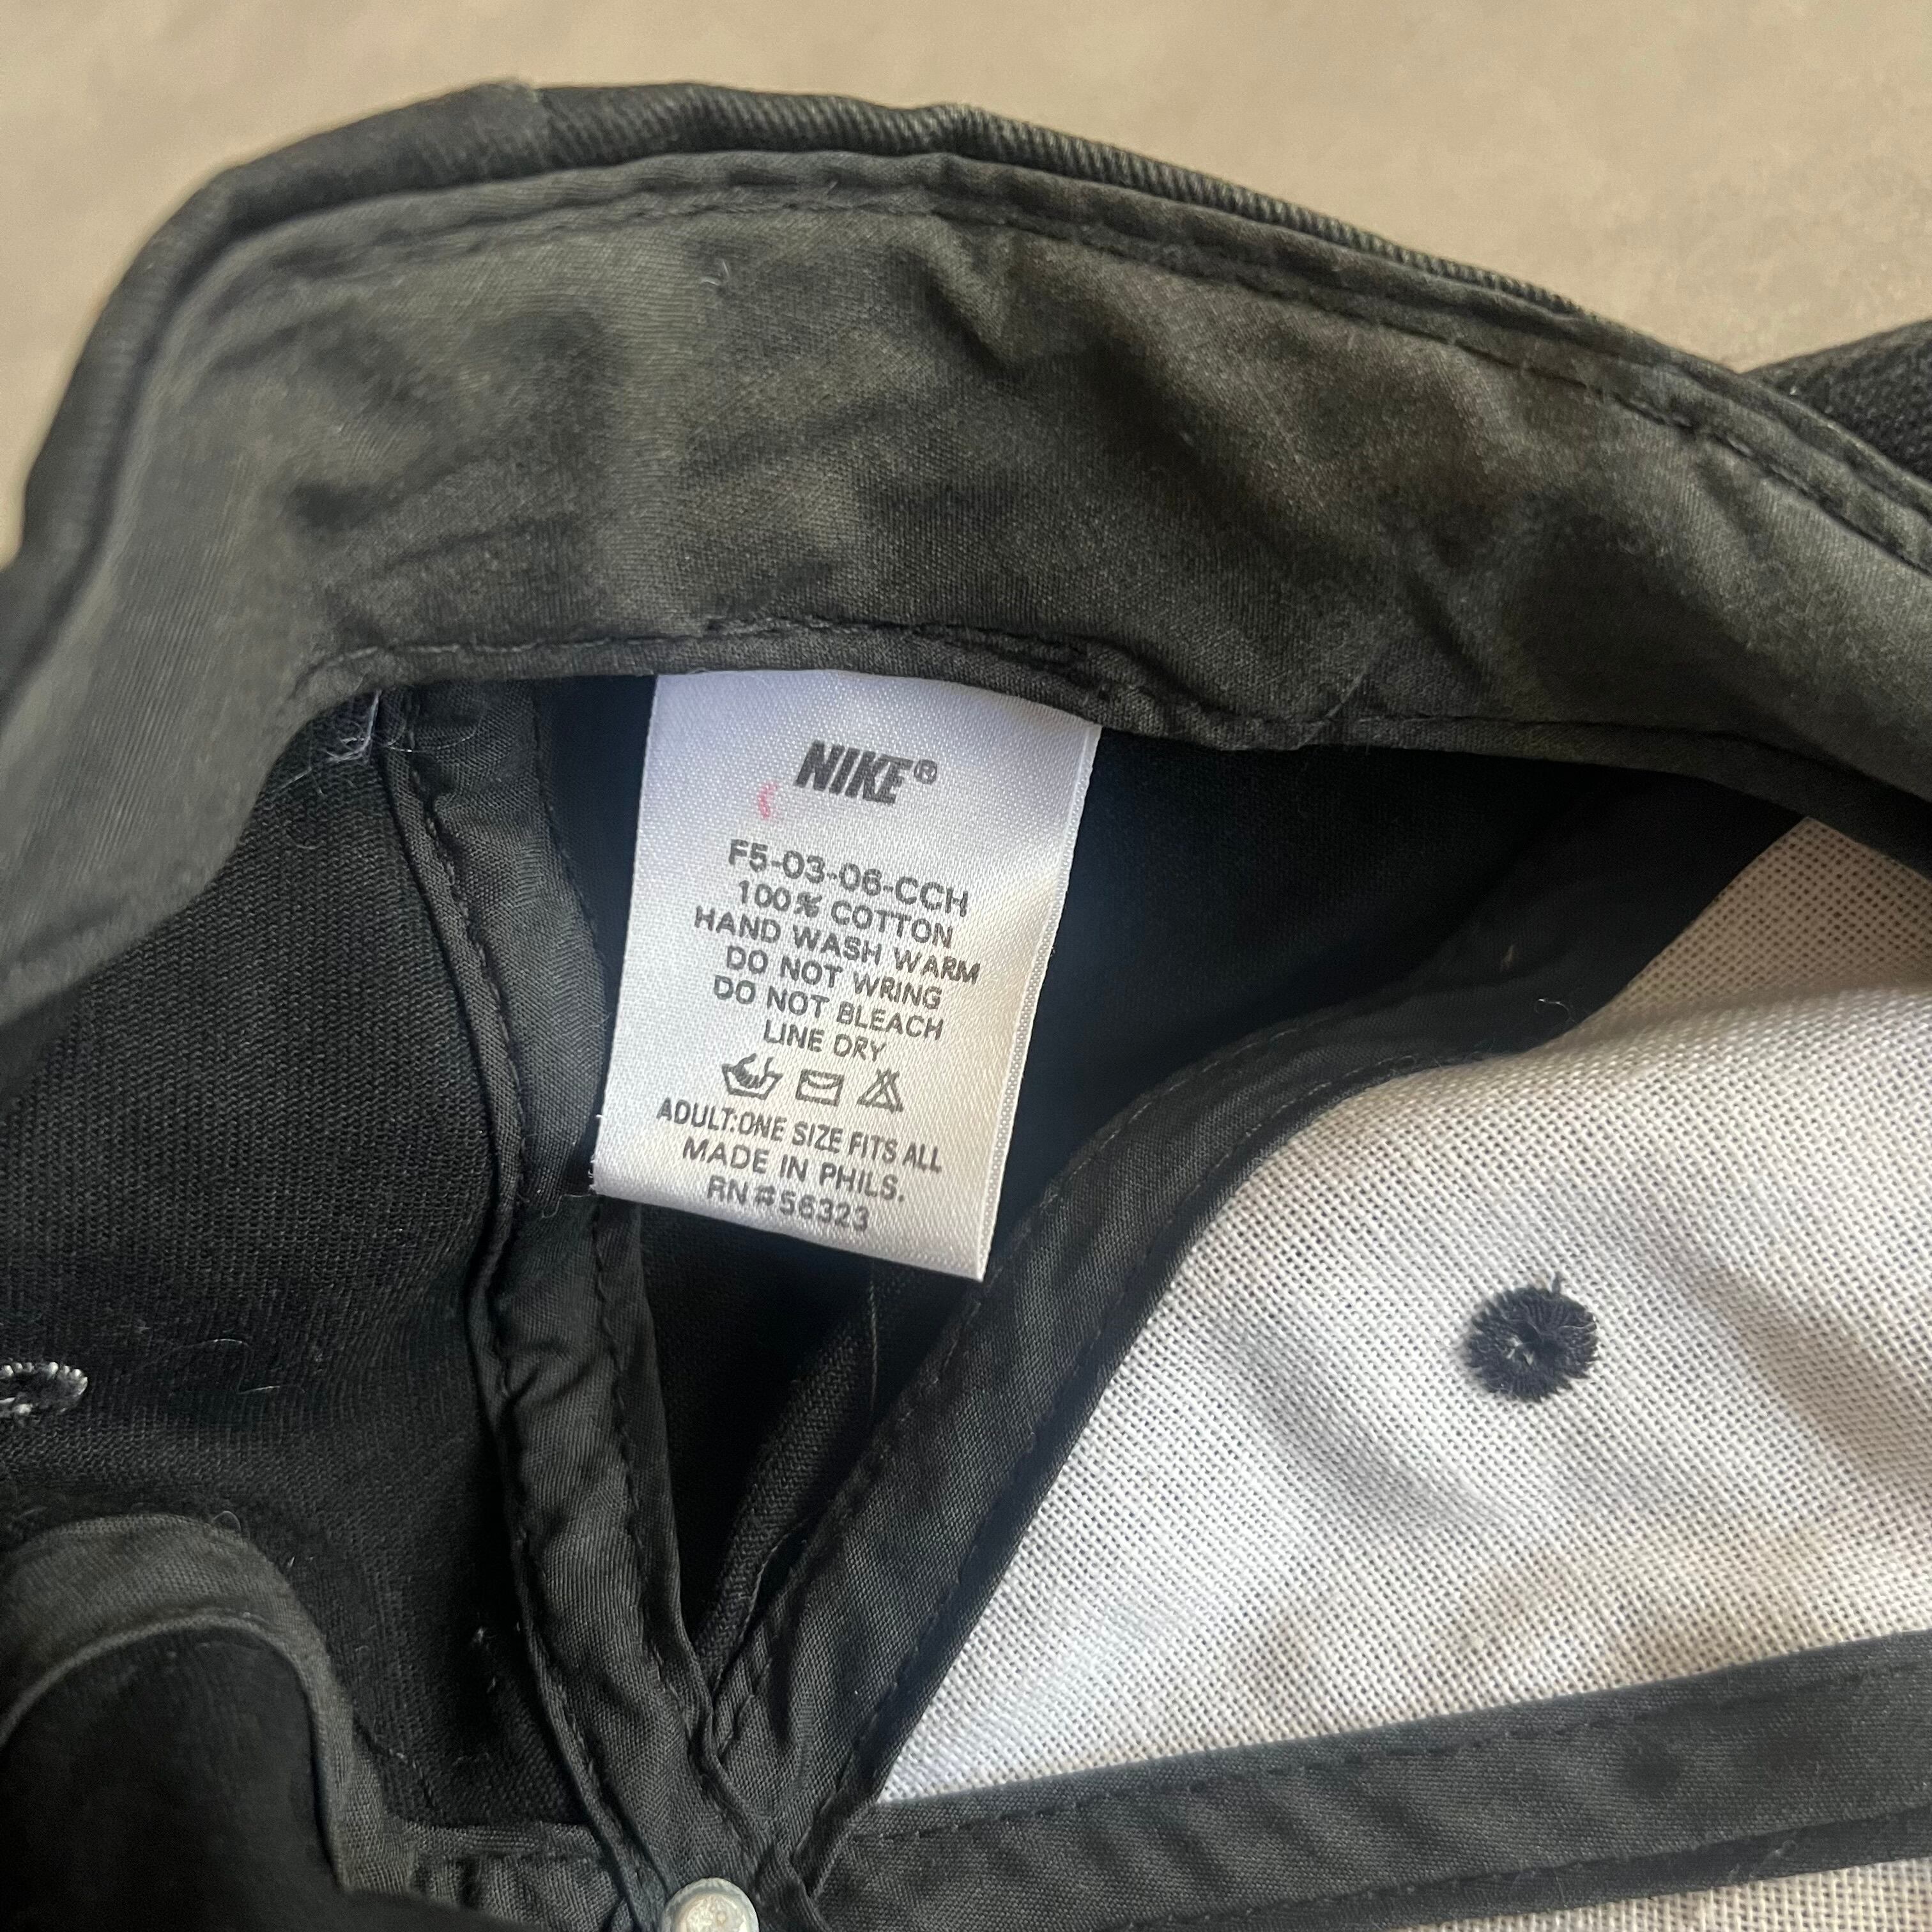 NIKE®
F5-03-06-CCH
100% COTTON
HAND WASH WARM
DO NOT WRING
DO NOT BLEACH
LINE DRY
ADULT:ONE SIZE FITS ALL
MADE IN PHILS.
RN#56323